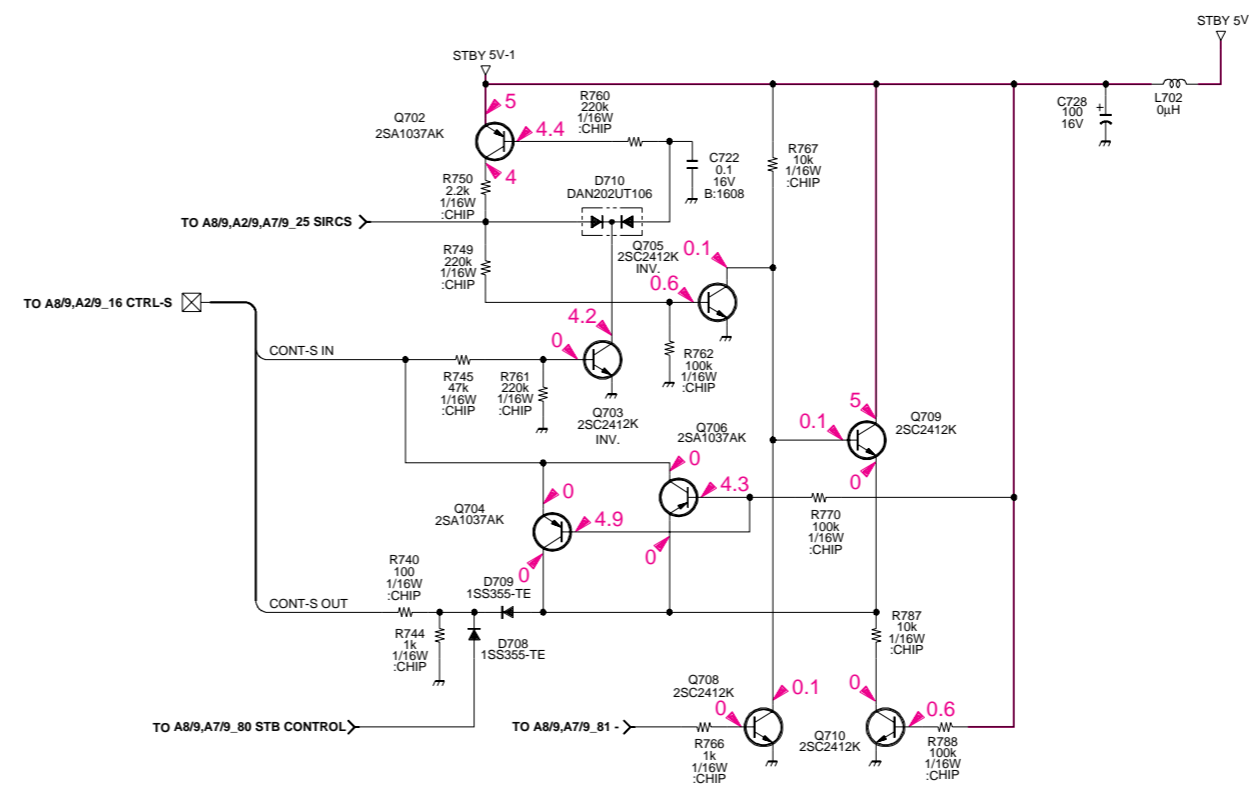 STBY 5V
STBY 5V-1
Q702
2SA1037AK
5
4.4
4
R760
220k
1/16W
:CHIP
C722
0.1
16V
B:1608
R767
10k
1/16W
:CHIP
C728
100
16V
+
L702
0µH
R750
2.2k
1/16W
:CHIP
D710
DAN202UT106
TO A8/9,A2/9,A7/9_25 SIRCS
R749
220k
1/16W
:CHIP
Q705
2SC2412K
INV.
0.1
0.6
TO A8/9,A2/9_16 CTRL-S
4.2
0
R762
100k
1/16W
:CHIP
CONT-S IN
R745
47k
1/16W
:CHIP
R761
220k
1/16W
:CHIP
Q703
2SC2412K
INV.
Q706
2SA1037AK
0
4.3
0
5
0.1
0
Q709
2SC2412K
Q704
2SA1037AK
0
4.9
0
R770
100k
1/16W
:CHIP
R740
100
1/16W
:CHIP
D709
1SS355-TE
CONT-S OUT
R744
1k
1/16W
:CHIP
D708
1SS355-TE
R787
10k
1/16W
:CHIP
Q708
2SC2412K
0
0.1
0
0.6
TO A8/9,A7/9_80 STB CONTROL
TO A8/9,A7/9_81 -
R766
1k
1/16W
:CHIP
Q710
2SC2412K
R788
100k
1/16W
:CHIP